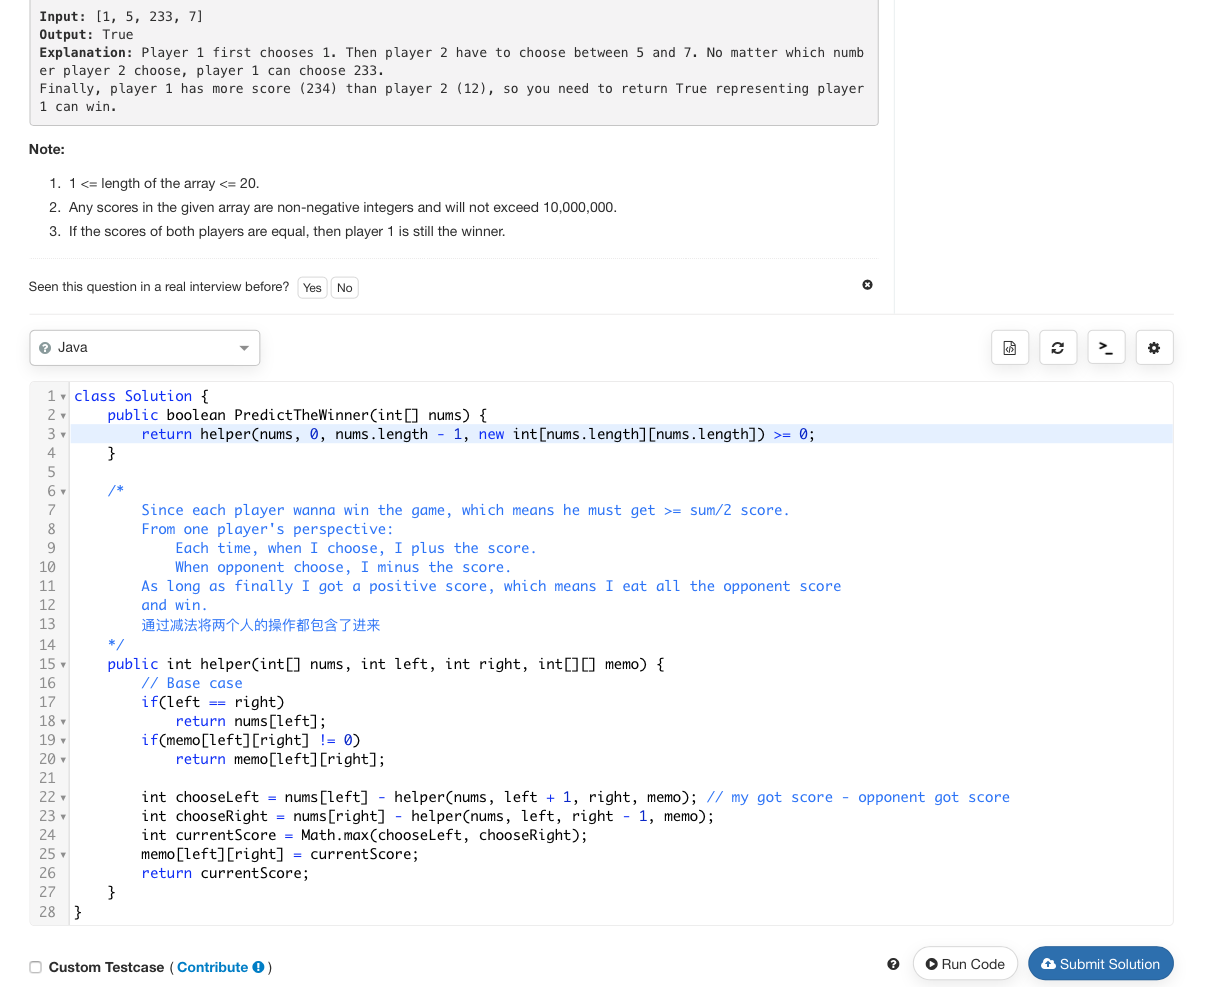 Input: [1, 5, 233, 7]
Output: True
Explanation: Player 1 first chooses 1. Then player 2 have to choose between 5 and 7. No matter which numb
er player 2 choose, player 1 can choose 233.
Finally, player 1 has more score (234) than player 2 (12), so you need to return True representing player
1 can win.
Note:
1. 1 <= length of the array <= 20.
2. Any scores in the given array are non-negative integers and will not exceed 10,000,000.
3. If the scores of both players are equal, then player 1 is still the winner.
Seen this question in a real interview before? Yes No
Java
1 class Solution {
2 public boolean PredictTheWinner(int[] nums) {
3 return helper(nums, 0, nums.length - 1, new int[nums.length][nums.length]) >= 0;
4 }
5
6 /*
7 Since each player wanna win the game, which means he must get >= sum/2 score.
8 From one player's perspective:
9 Each time, when I choose, I plus the score.
10 When opponent choose, I minus the score.
11 As long as finally I got a positive score, which means I eat all the opponent score
12 and win.
13 通过减法将两个人的操作都包含了进来
14 */
15 public int helper(int[] nums, int left, int right, int[][] memo) {
16 // Base case
17 if(left == right)
18 return nums[left];
19 if(memo[left][right] != 0)
20 return memo[left][right];
21
22 int chooseLeft = nums[left] - helper(nums, left + 1, right, memo); // my got score - opponent got score
23 int chooseRight = nums[right] - helper(nums, left, right - 1, memo);
24 int currentScore = Math.max(chooseLeft, chooseRight);
25 memo[left][right] = currentScore;
26 return currentScore;
27 }
28 }
Custom Testcase ( Contribute ) Run Code Submit Solution